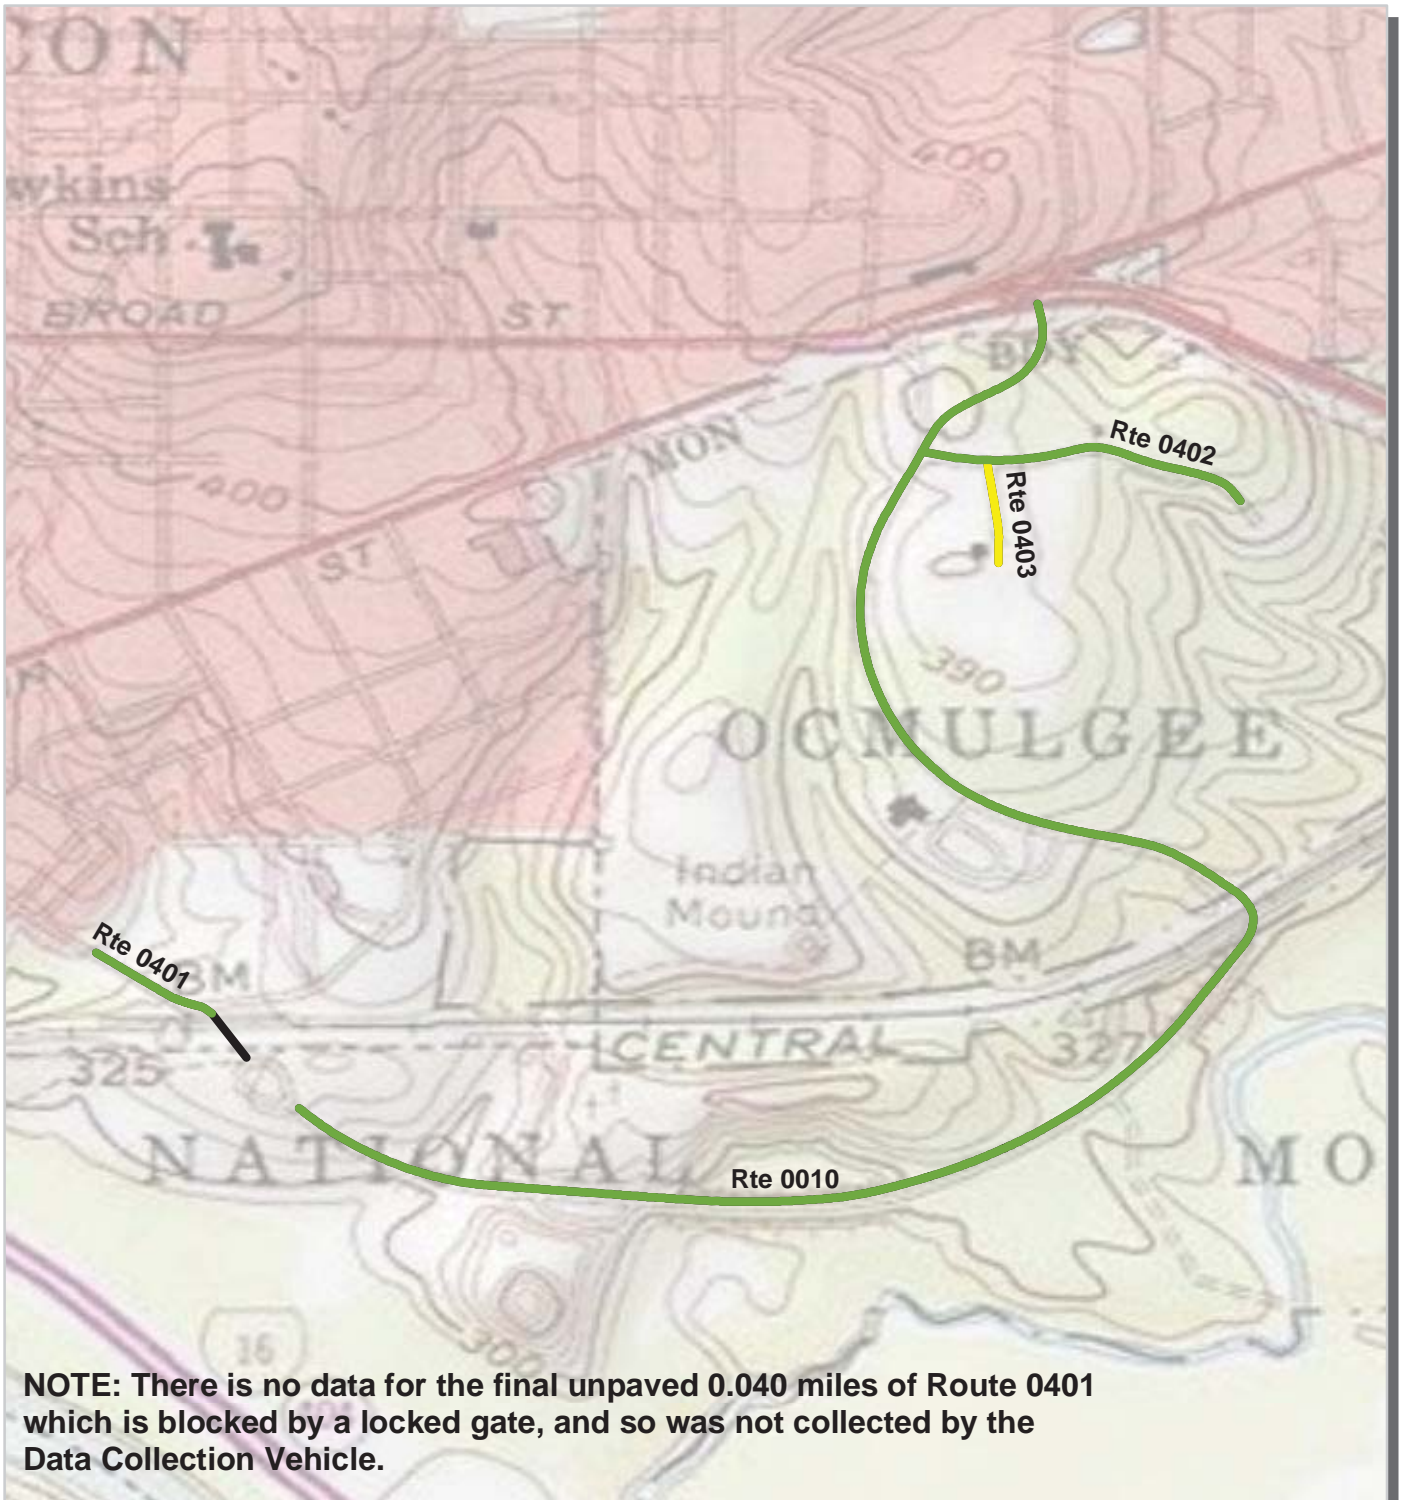 CON
wkins
Sch
BROAD ST
400
BDY
MON
Rte 0402
400
ST
Rte 0403
390
OCMULGEE
Indian
Mound
Rte 0401
BM
BM
CENTRAL
325
327
NATIONAL
MO
Rte 0010
300
16
NOTE: There is no data for the final unpaved 0.040 miles of Route 0401
which is blocked by a locked gate, and so was not collected by the
Data Collection Vehicle.